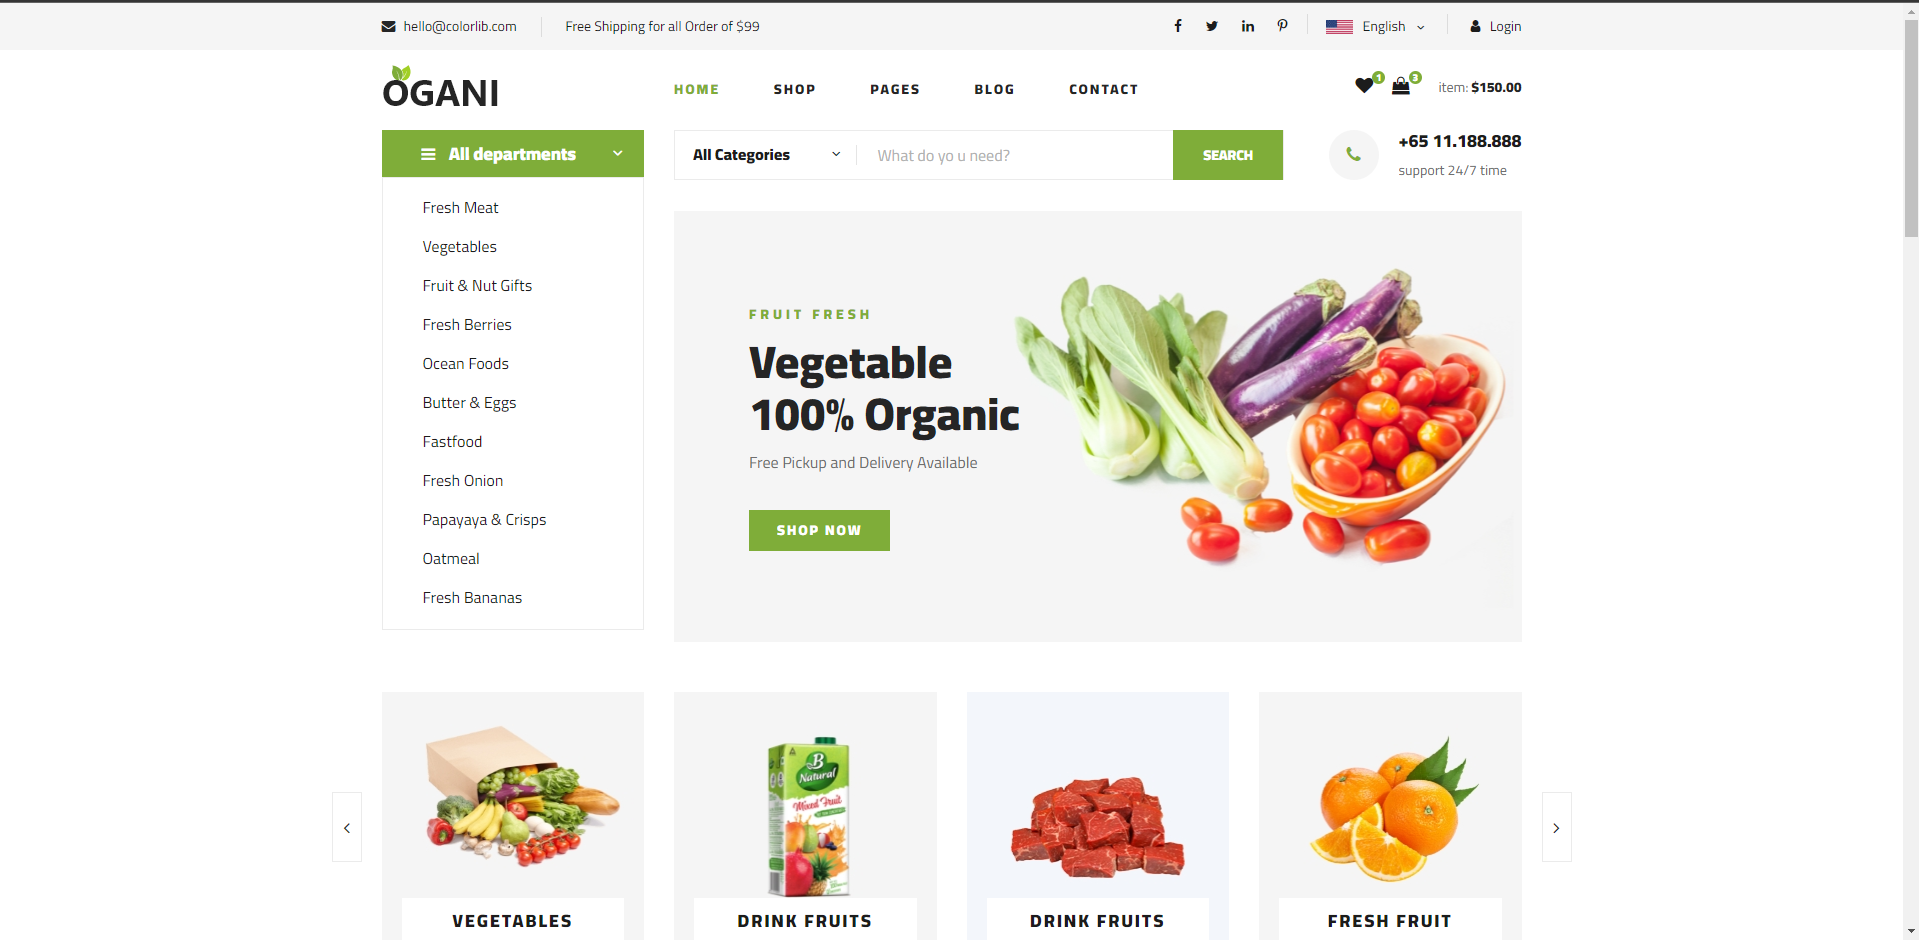 hello@colorlib.com
Free Shipping for all Order of $99
English
Login
OGANI
HOME
SHOP
PAGES
BLOG
CONTACT
1
3
item: $150.00
All departments
All Categories
What do yo u need?
SEARCH
+65 11.188.888
support 24/7 time
Fresh Meat
Vegetables
Fruit & Nut Gifts
Fresh Berries
Ocean Foods
Butter & Eggs
Fastfood
Fresh Onion
Papayaya & Crisps
Oatmeal
Fresh Bananas
FRUIT FRESH
Vegetable
100% Organic
Free Pickup and Delivery Available
SHOP NOW
B
Natural
Mixed Fruit
VEGETABLES
DRINK FRUITS
DRINK FRUITS
FRESH FRUIT